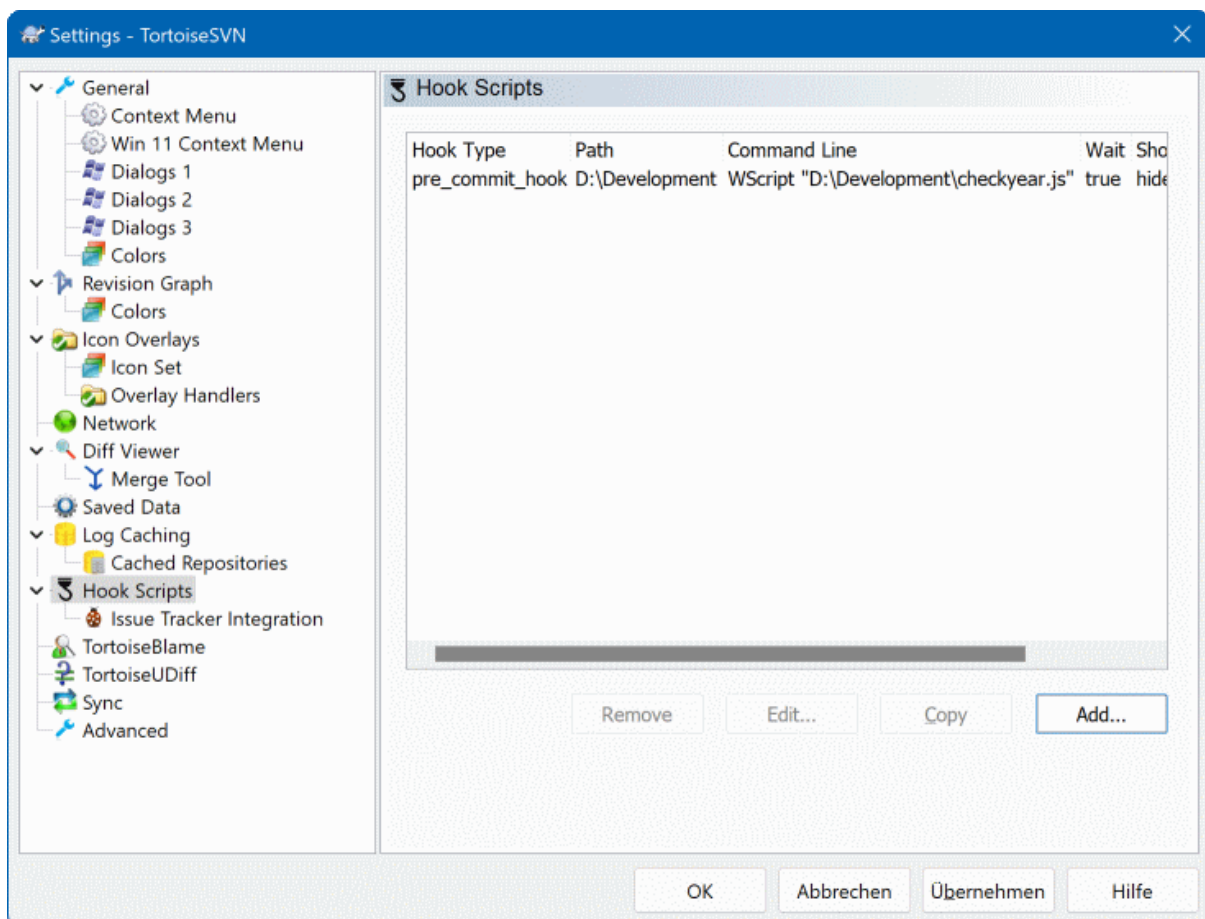 Settings - TortoiseSVN
General
Context Menu
Win 11 Context Menu
Dialogs 1
Dialogs 2
Dialogs 3
Colors
Revision Graph
Colors
Icon Overlays
Icon Set
Overlay Handlers
Network
Diff Viewer
Merge Tool
Saved Data
Log Caching
Cached Repositories
Hook Scripts
Issue Tracker Integration
TortoiseBlame
TortoiseUDiff
Sync
Advanced
Hook Scripts
Hook Type Path Command Line Wait Sho
pre_commit_hook D:\Development WScript "D:\Development\checkyear.js" true hide
Remove Edit... Copy Add...
OK Abbrechen Übernehmen Hilfe